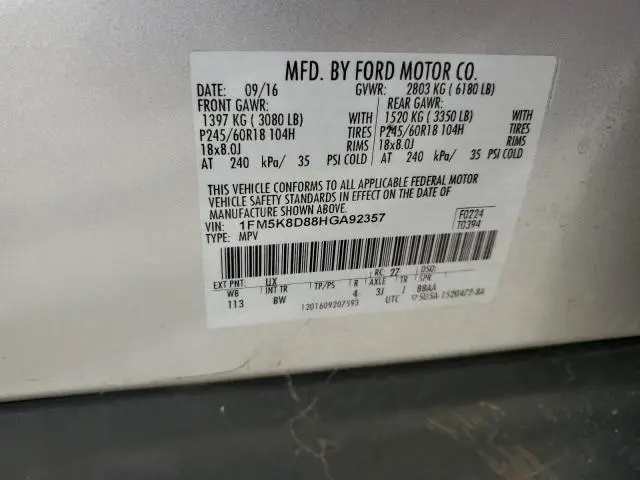 MFD. BY FORD MOTOR CO.
DATE: 09/16 GVWR: 2803 KG ( 6180 LB)
FRONT GAWR: REAR GAWR:
1397 KG ( 3080 LB) WITH 1520 KG ( 3350 LB) WITH
P245/60R18 104H TIRES P245/60R18 104H TIRES
18x8.0J RIMS 18x8.0J RIMS
AT 240 kPa/ 35 PSI COLD AT 240 kPa/ 35 PSI COLD
THIS VEHICLE CONFORMS TO ALL APPLICABLE FEDERAL MOTOR
VEHICLE SAFETY STANDARDS IN EFFECT ON THE DATE OF
MANUFACTURE SHOWN ABOVE.
VIN: 1FM5K8D88HGA92357 F0224
TYPE: MPV T0394
EXT PNT: UX RC: 27 DSO:
WB INT TR TP/PS R AXLE TR SPR
113 BW 4 3J J BBAA
1201609207593 UTC